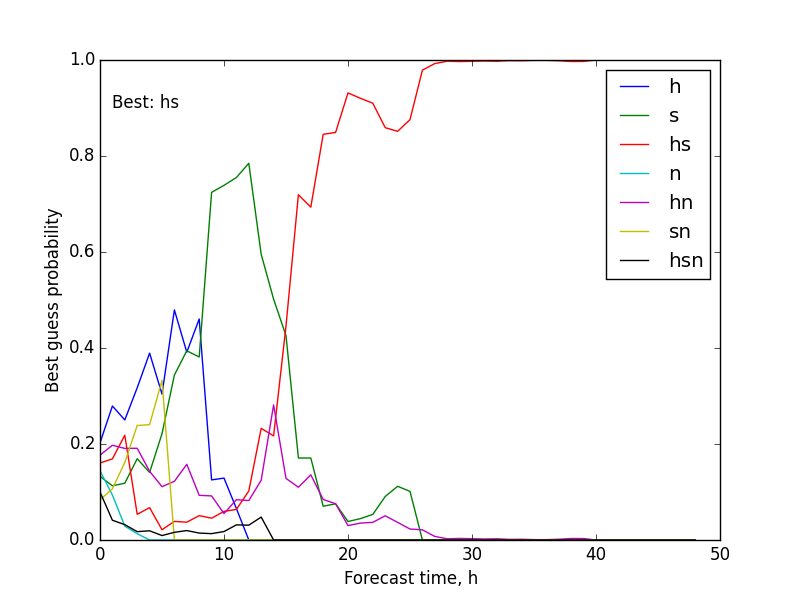 Best: hs
h
s
hs
n
hn
sn
hsn
1.0
0.8
0.6
0.4
0.2
0.0
0 10 20 30 40 50
Best guess probability
Forecast time, h